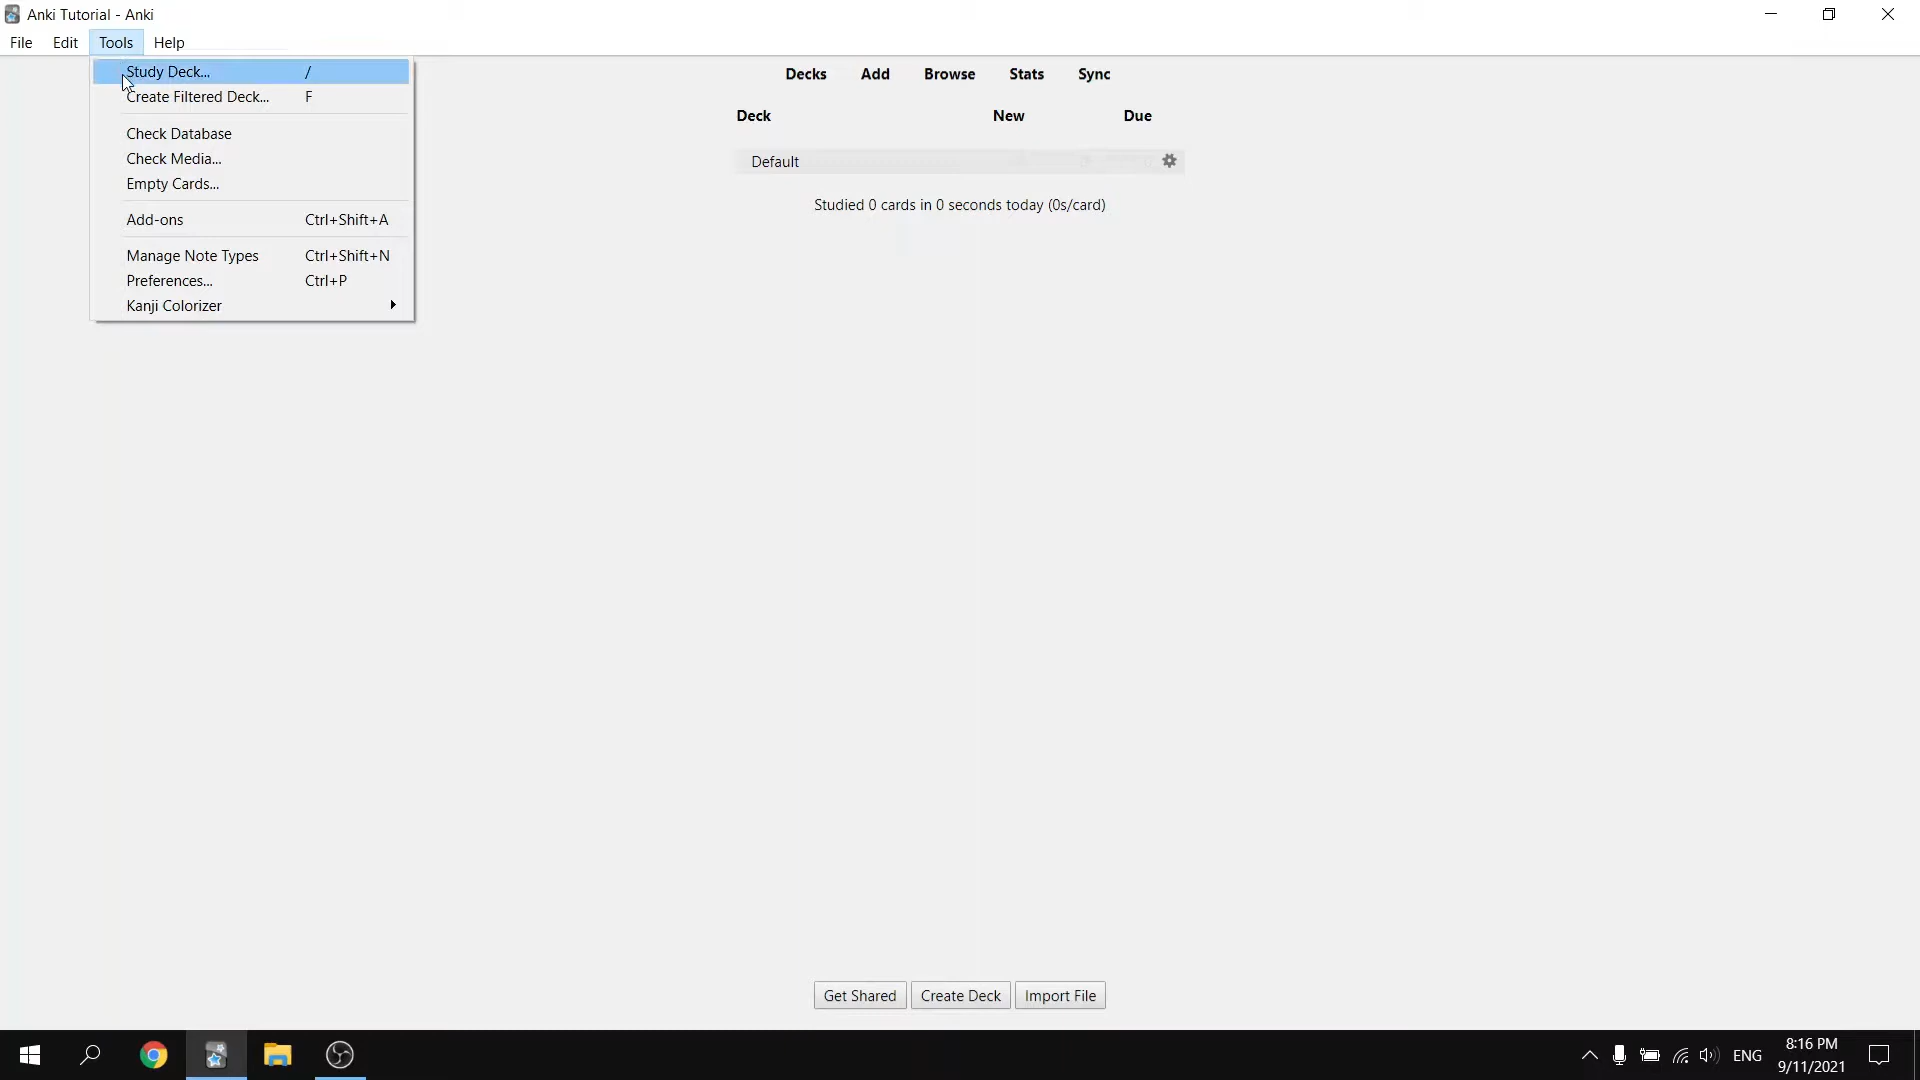 Anki Tutorial - Anki
File Edit Tools Help
Study Deck... /
Create Filtered Deck... F
Check Database
Check Media...
Empty Cards...
Add-ons Ctrl+Shift+A
Manage Note Types Ctrl+Shift+N
Preferences... Ctrl+P
Kanji Colorizer
Decks Add Browse Stats Sync
Deck New Due
Default
Studied 0 cards in 0 seconds today (0s/card)
Get Shared Create Deck Import File
ENG
8:16 PM
9/11/2021